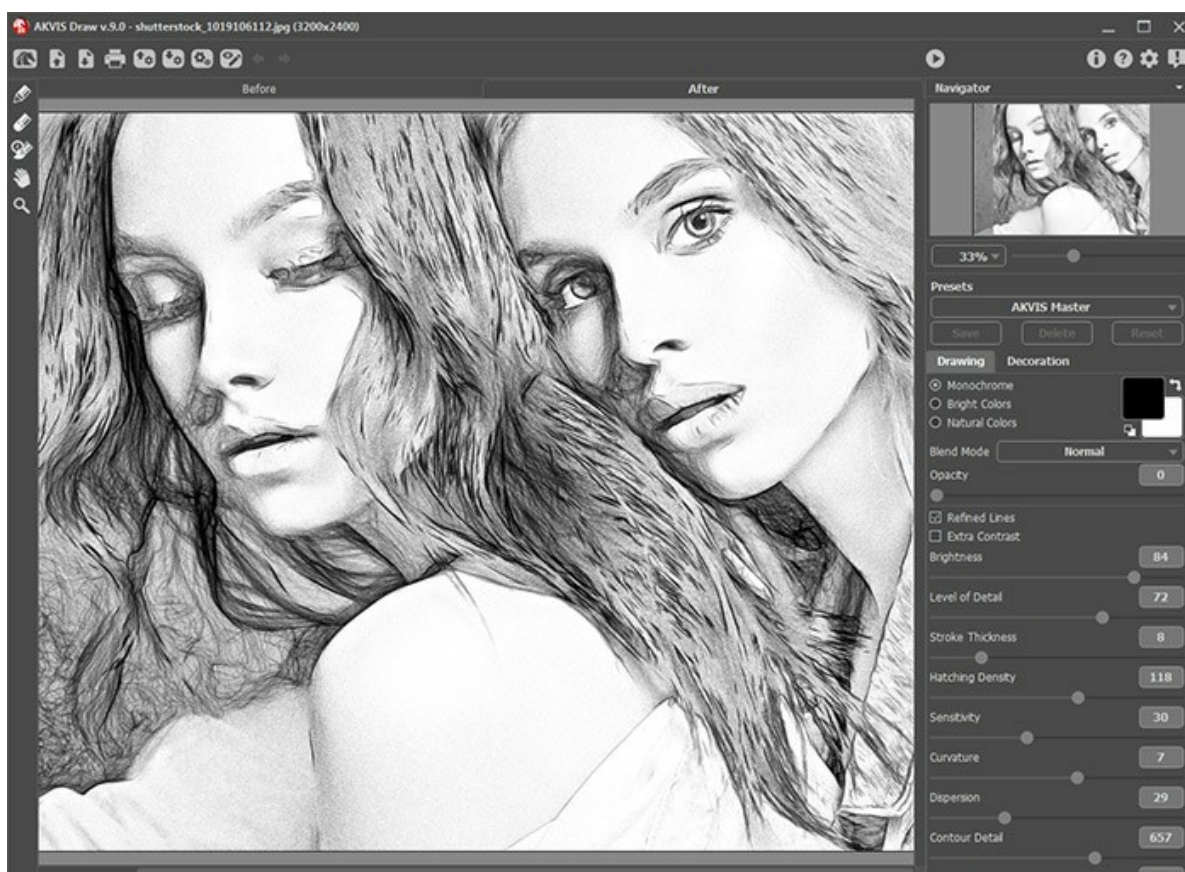 AKVIS Draw v.9.0 - shutterstock_1019106112.jpg (3200x2400)
Before
After
Navigator
33%
Presets
AKVIS Master
Save Delete Reset
Drawing Decoration
Monochrome
Bright Colors
Natural Colors
Blend Mode Normal
Opacity 0
Refined Lines
Extra Contrast
Brightness 84
Level of Detail 72
Stroke Thickness 8
Hatching Density 118
Sensitivity 30
Curvature 7
Dispersion 29
Contour Detail 657